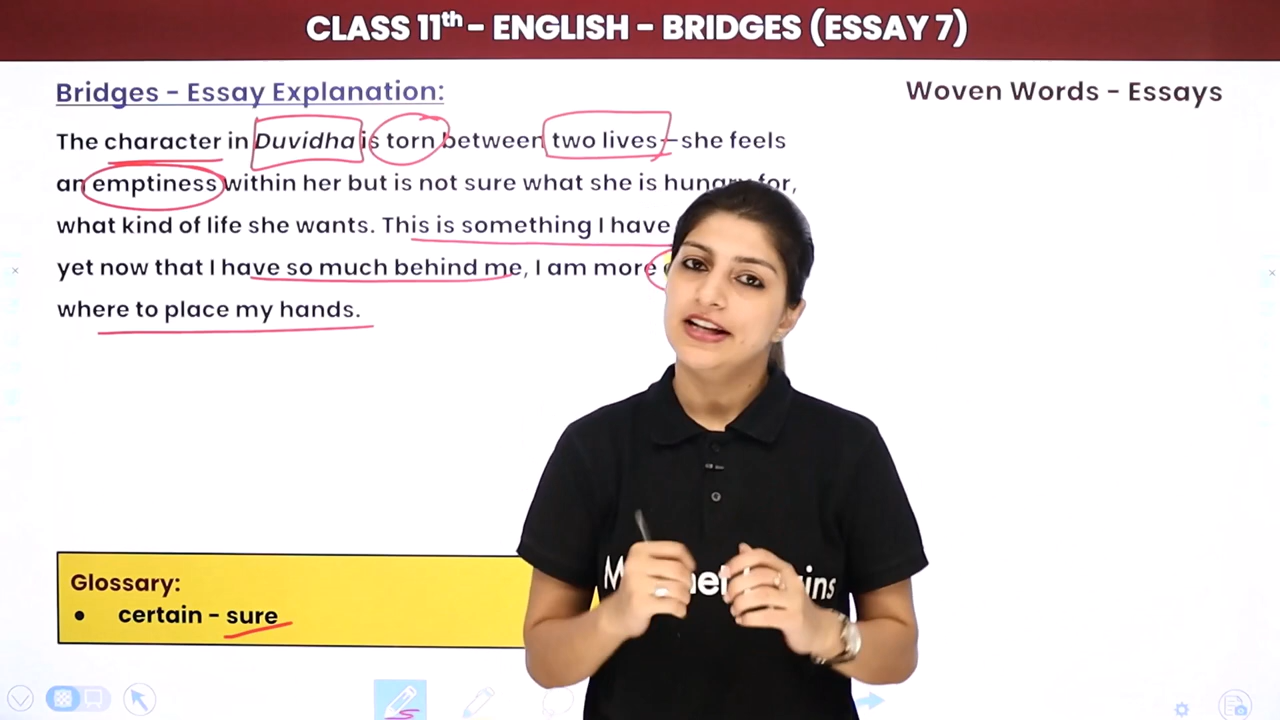 CLASS 11th - ENGLISH - BRIDGES (ESSAY 7)
Bridges - Essay Explanation:
Woven Words - Essays
The character in Duvidha is torn between two lives—she feels
an emptiness within her but is not sure what she is hungry for,
what kind of life she wants. This is something I have
yet now that I have so much behind me, I am more
where to place my hands.
Glossary:
• certain - sure